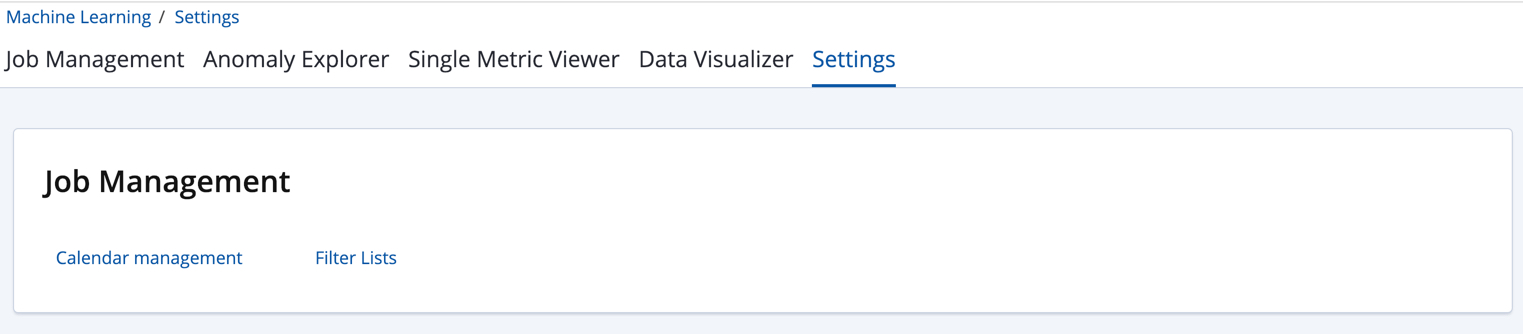 Machine Learning / Settings
Job Management Anomaly Explorer Single Metric Viewer Data Visualizer Settings
Job Management
Calendar management Filter Lists